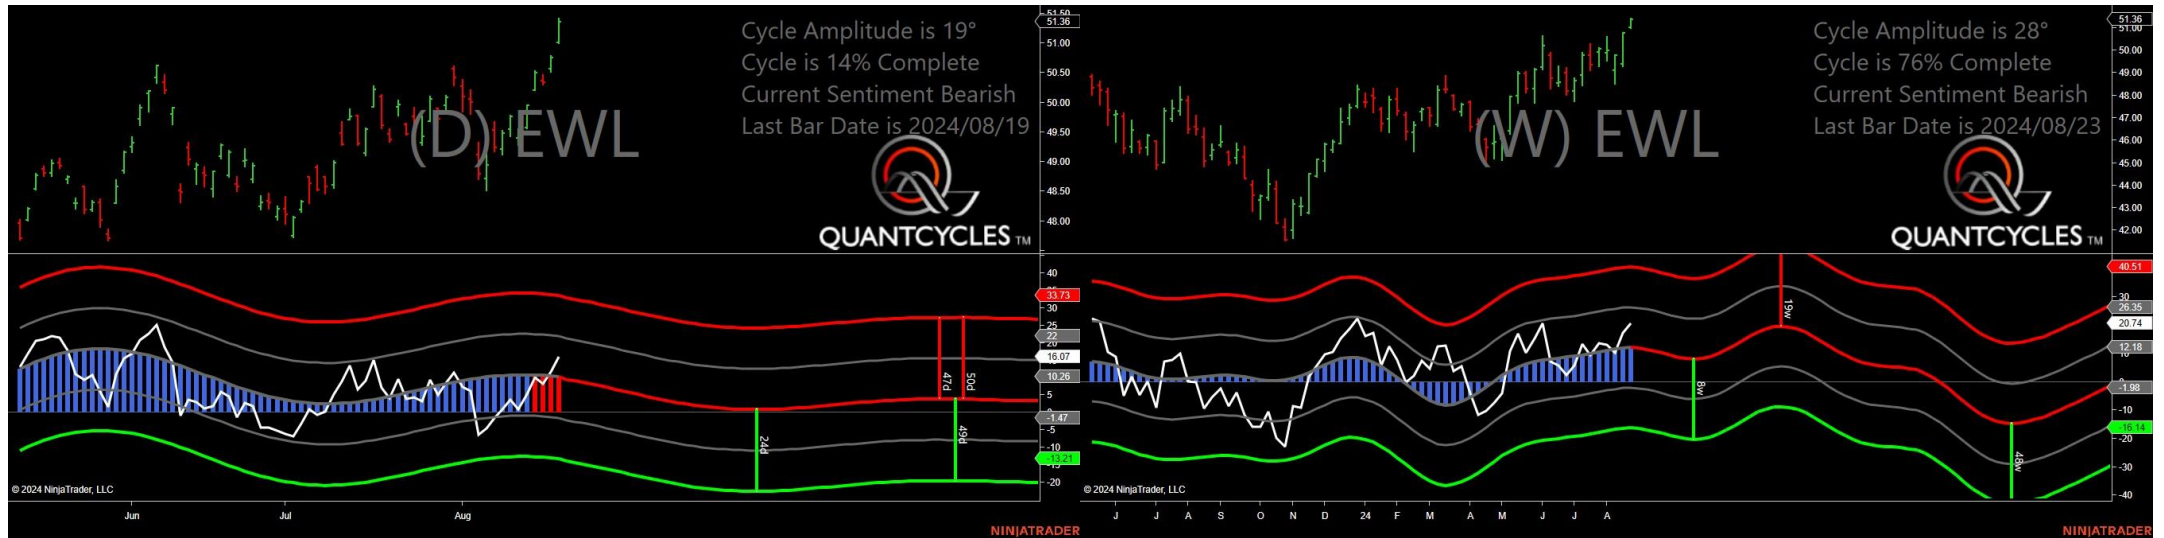 Cycle Amplitude is 19°
Cycle is 14% Complete
Current Sentiment Bearish
Last Bar Date is 2024/08/19
(D) EWL
QUANTCYCLES TM
51.50
51.36
51.00
50.50
50.00
49.50
49.00
48.50
48.00
40
33.73
30
25
22
20
16.07
10.26
5
-1.47
-5
-10
-13.21
-20
47d
50d
24d
49d
© 2024 NinjaTrader, LLC
Jun Jul Aug
NINJATRADER
Cycle Amplitude is 28°
Cycle is 76% Complete
Current Sentiment Bearish
Last Bar Date is 2024/08/23
(W) EWL
QUANTCYCLES TM
51.36
51.00
50.00
49.00
48.00
47.00
46.00
45.00
44.00
43.00
42.00
40.51
30
26.35
20.74
12.18
-1.98
-10
-16.14
-20
-30
-40
19w
8w
48w
© 2024 NinjaTrader, LLC
J J A S O N D 24 F M A M J J A
NINJATRADER